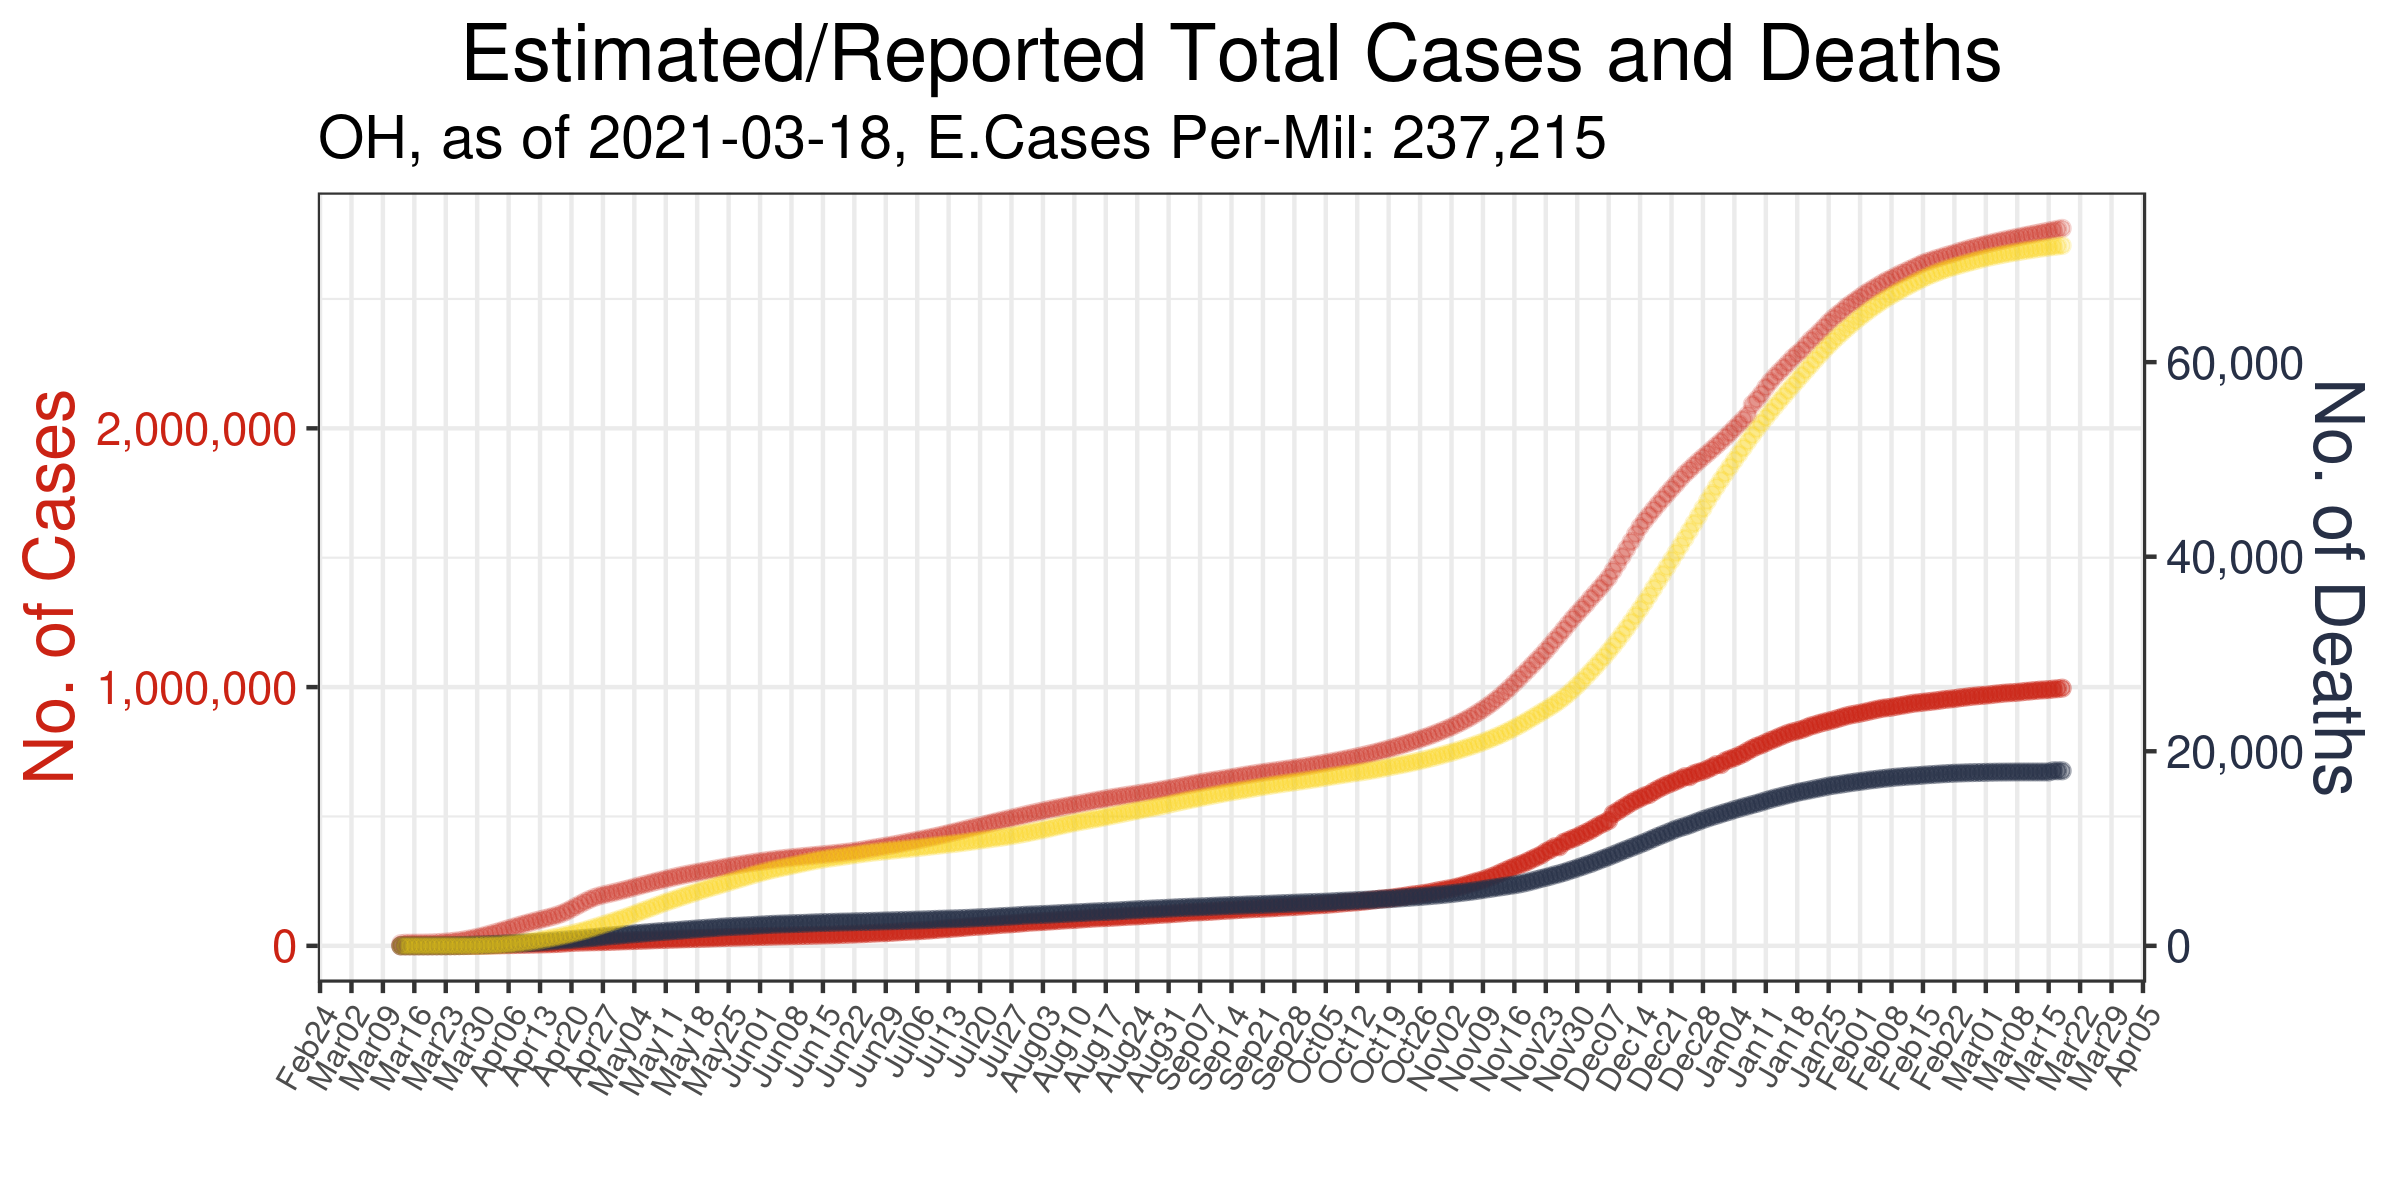 Estimated/Reported Total Cases and Deaths
OH, as of 2021-03-18, E.Cases Per-Mil: 237,215
No. of Cases
2,000,000
1,000,000
0
60,000
40,000
20,000
0
No. of Deaths
Feb24 Mar02 Mar09 Mar16 Mar23 Mar30 Apr06 Apr13 Apr20 Apr27 May04 May11 May18 May25 Jun01 Jun08 Jun15 Jun22 Jun29 Jul06 Jul13 Jul20 Jul27 Aug03 Aug10 Aug17 Aug24 Aug31 Sep07 Sep14 Sep21 Sep28 Oct05 Oct12 Oct19 Oct26 Nov02 Nov09 Nov16 Nov23 Nov30 Dec07 Dec14 Dec21 Dec28 Dec04 Jan11 Jan18 Jan25 Feb01 Feb08 Feb15 Feb22 Mar01 Mar08 Mar15 Mar22 Mar29 Apr05